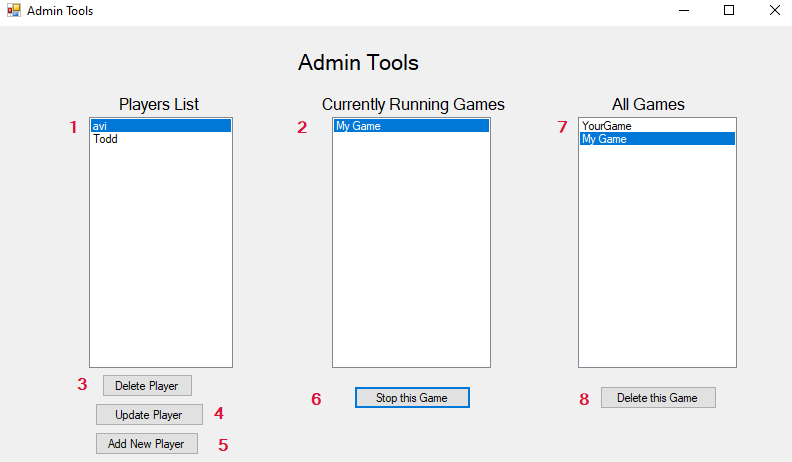 Admin Tools
Admin Tools
Players List
Currently Running Games
All Games
1
avi
Todd
2
My Game
7
YourGame
My Game
3
Delete Player
Update Player
4
Add New Player
5
6
Stop this Game
8
Delete this Game